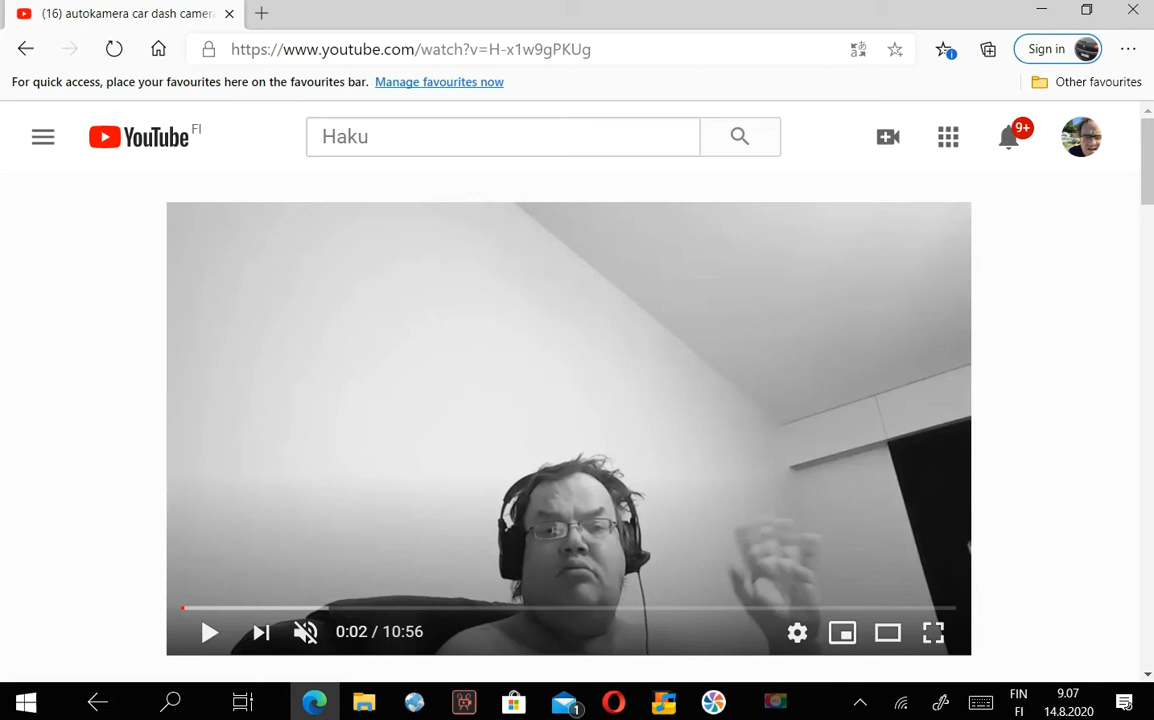 (16) autokamera car dash camera
https://www.youtube.com/watch?v=H-x1w9gPKUg
Sign in
For quick access, place your favourites here on the favourites bar. Manage favourites now
Other favourites
YouTube FI
Haku
9+
0:02 / 10:56
1
FIN
FI
9.07
14.8.2020